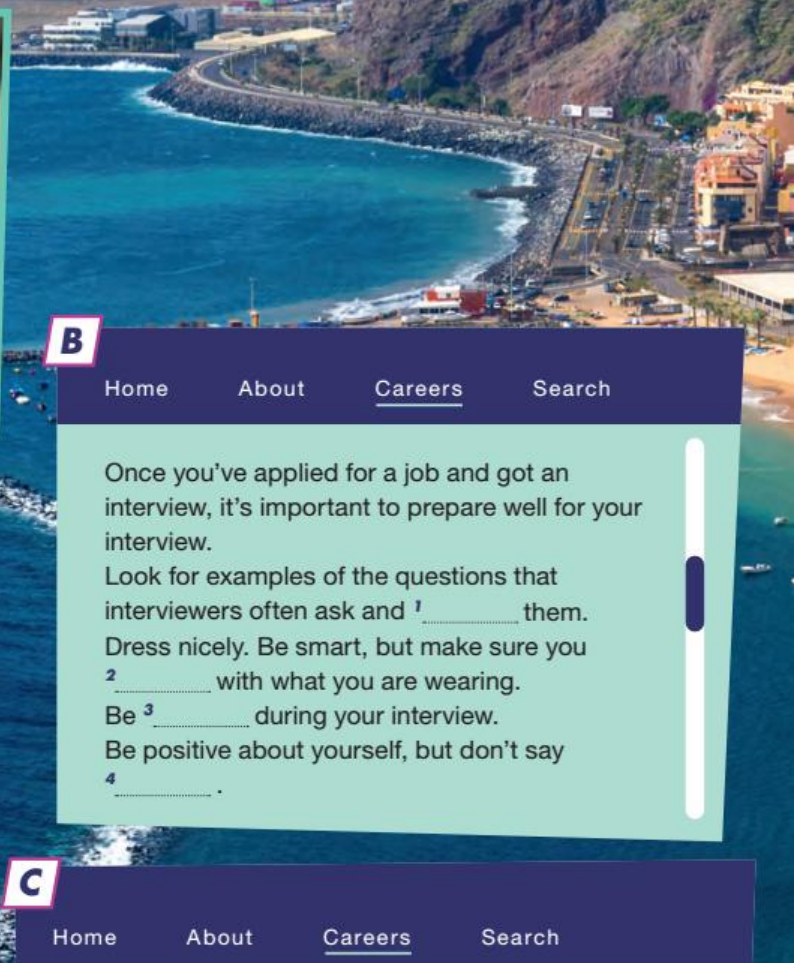 B
Home About Careers Search
Once you've applied for a job and got an
interview, it's important to prepare well for your
interview.
Look for examples of the questions that
interviewers often ask and 1 .......... them.
Dress nicely. Be smart, but make sure you
2 .......... with what you are wearing.
Be 3 .......... during your interview.
Be positive about yourself, but don't say
4 .......... .
C
Home About Careers Search